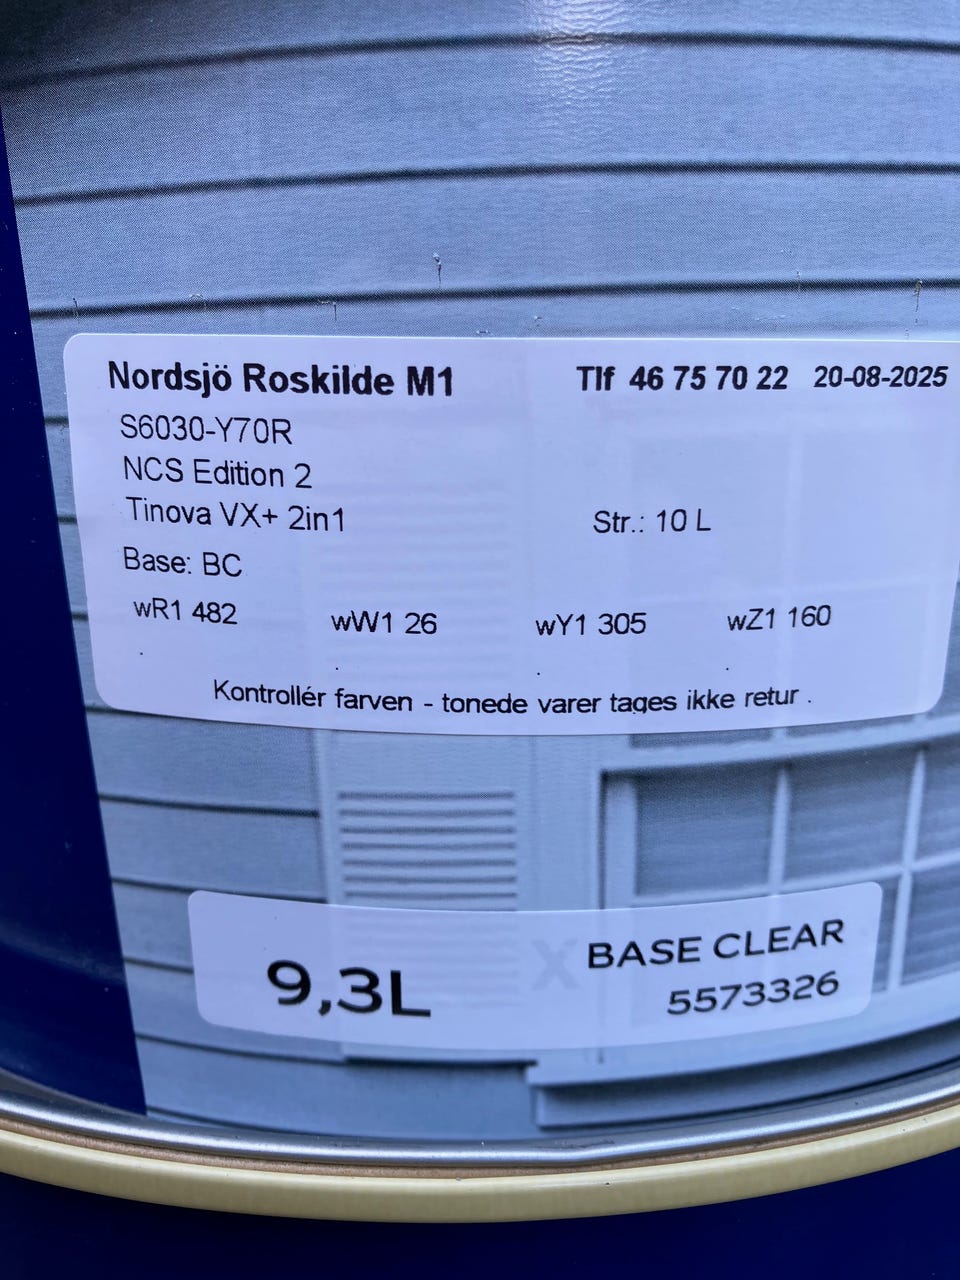 Nordsjö Roskilde M1 Tlf 46 75 70 22 20-08-2025
S6030-Y70R
NCS Edition 2
Tinova VX+ 2in1 Str.: 10 L
Base: BC
wR1 482 wW1 26 wY1 305 wZ1 160
Kontrollér farven - tonede varer tages ikke retur .
9,3L
X BASE CLEAR
5573326